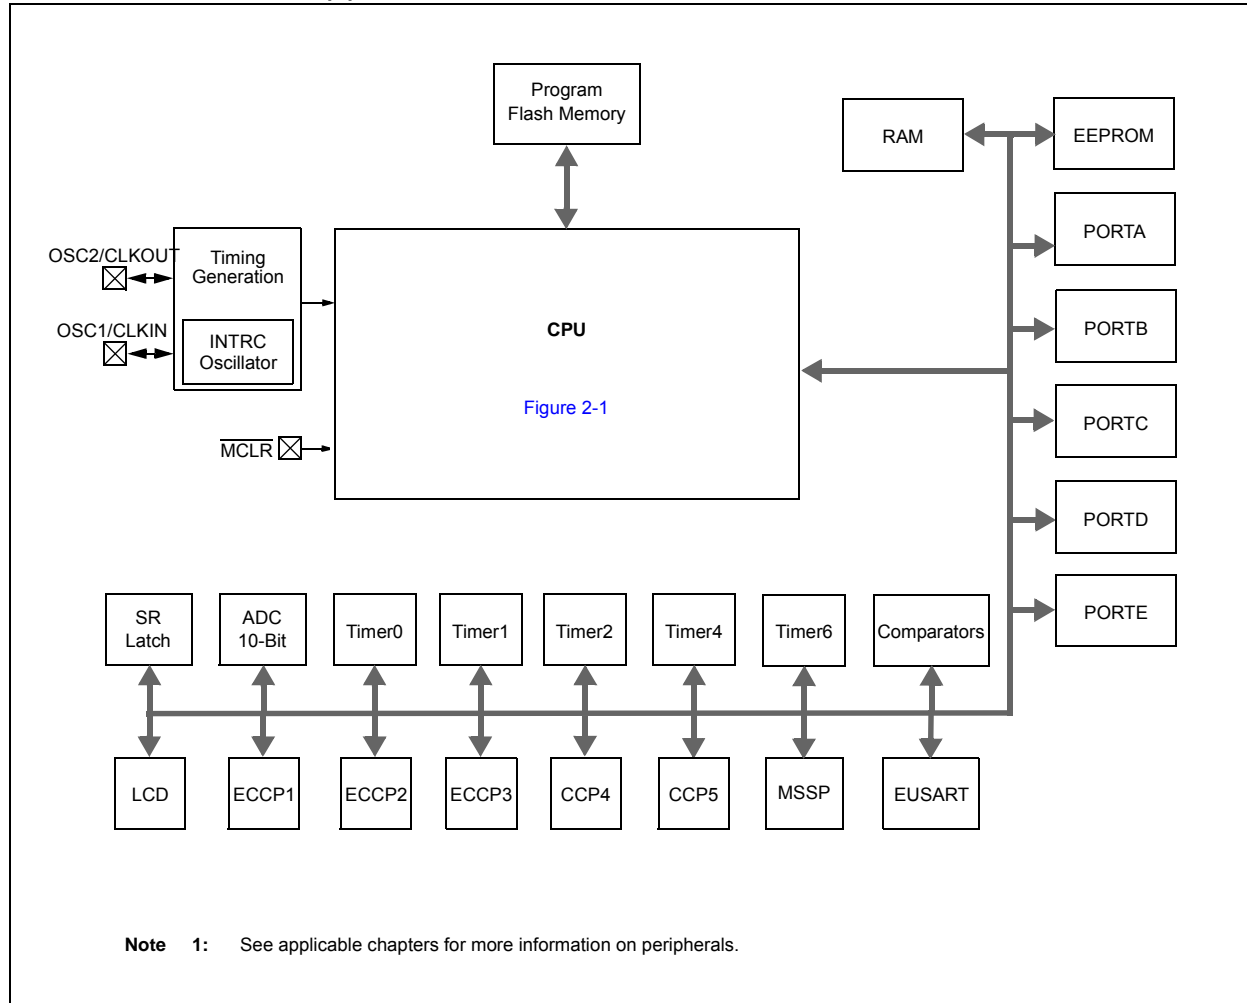 Program
Flash Memory
RAM
EEPROM
PORTA
OSC2/CLKOUT
Timing
Generation
OSC1/CLKIN
INTRC
Oscillator
CPU
Figure 2-1
MCLR
PORTB
PORTC
PORTD
PORTE
SR
Latch
ADC
10-Bit
Timer0
Timer1
Timer2
Timer4
Timer6
Comparators
LCD
ECCP1
ECCP2
ECCP3
CCP4
CCP5
MSSP
EUSART
Note 1: See applicable chapters for more information on peripherals.